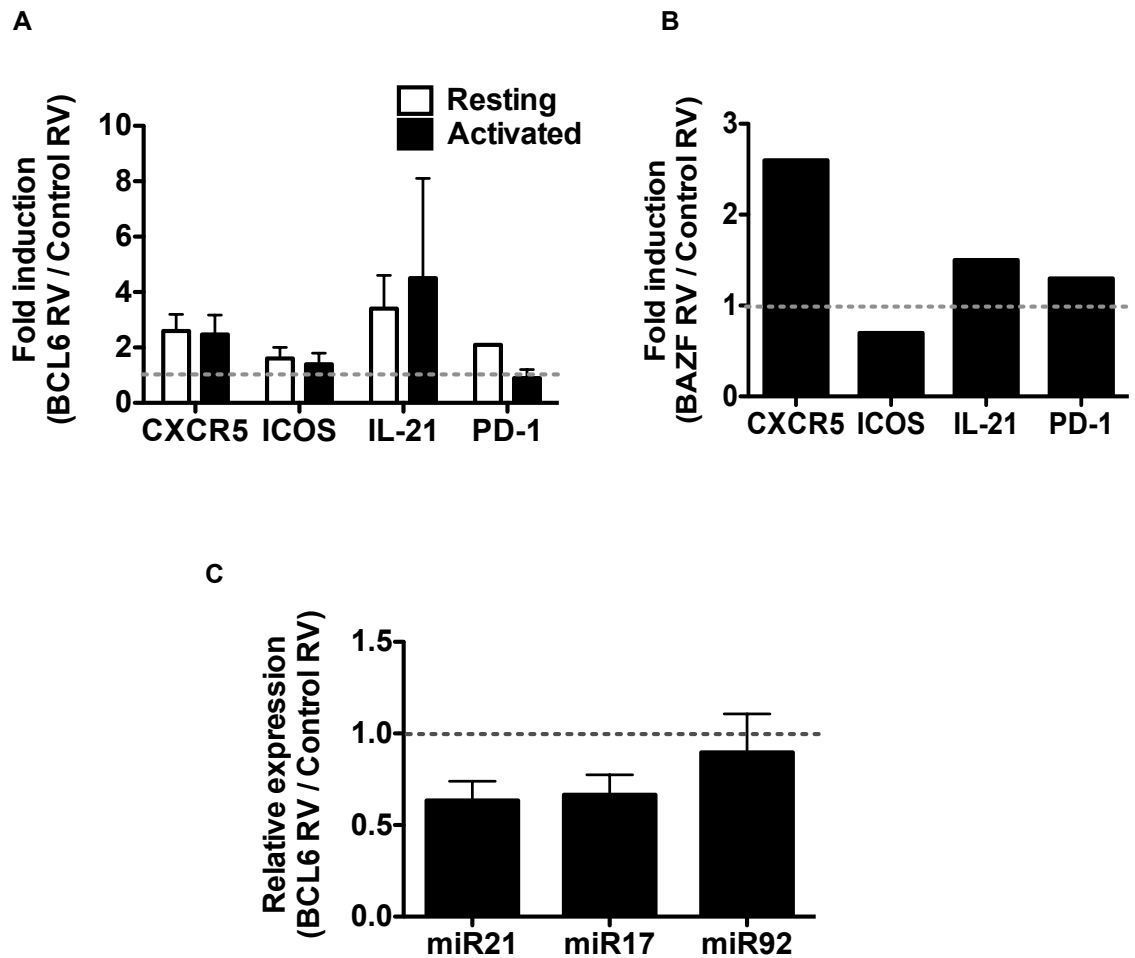 A
Resting
Activated
Fold induction
(BCL6 RV / Control RV)
10
8
6
4
2
0
CXCR5 ICOS IL-21 PD-1
B
Fold induction
(BAZF RV / Control RV)
3
2
1
0
CXCR5 ICOS IL-21 PD-1
C
Relative expression
(BCL6 RV / Control RV)
1.5
1.0
0.5
0.0
miR21 miR17 miR92